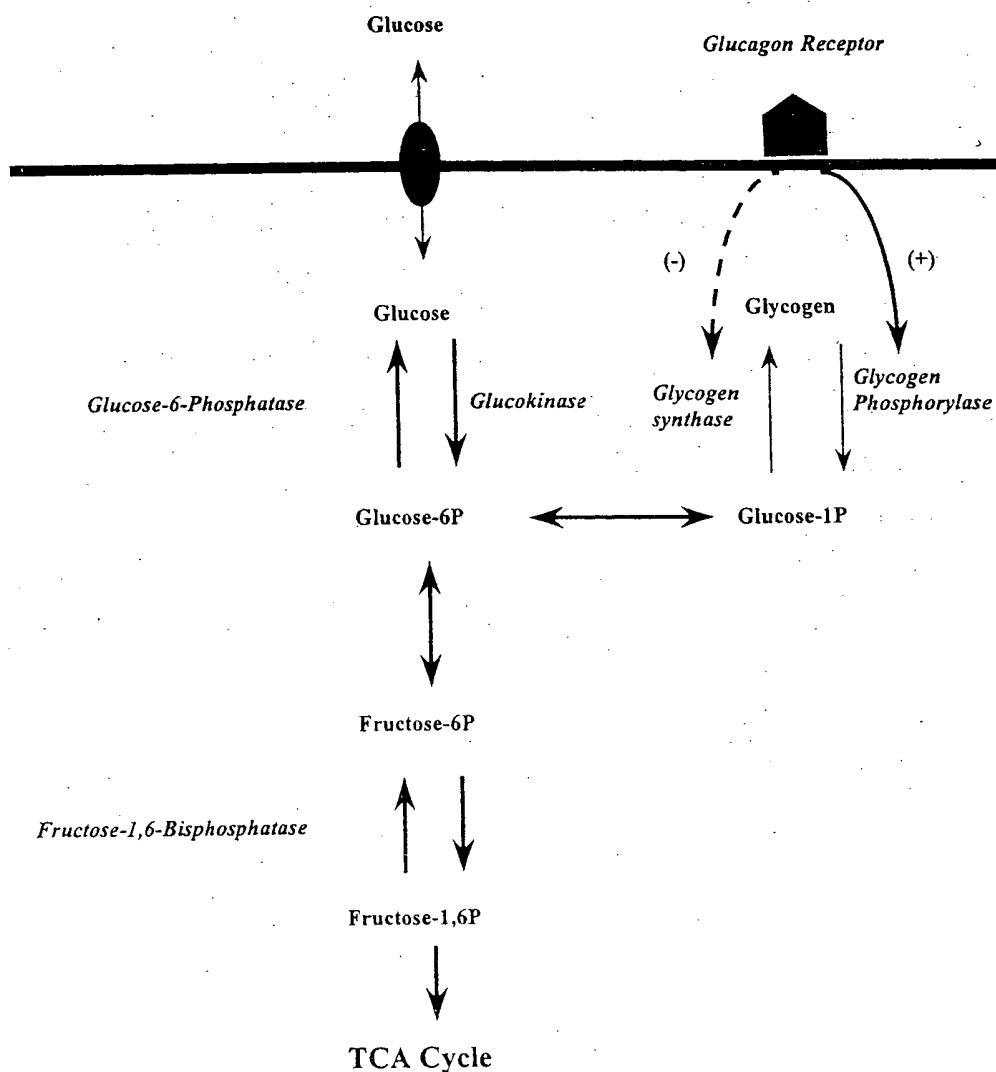 Glucose
Glucagon Receptor
(-)
(+)
Glucose
Glycogen
Glucose-6-Phosphatase
Glucokinase
Glycogen
synthase
Glycogen
Phosphorylase
Glucose-6P
Glucose-1P
Fructose-6P
Fructose-1,6-Bisphosphatase
Fructose-1,6P
TCA Cycle